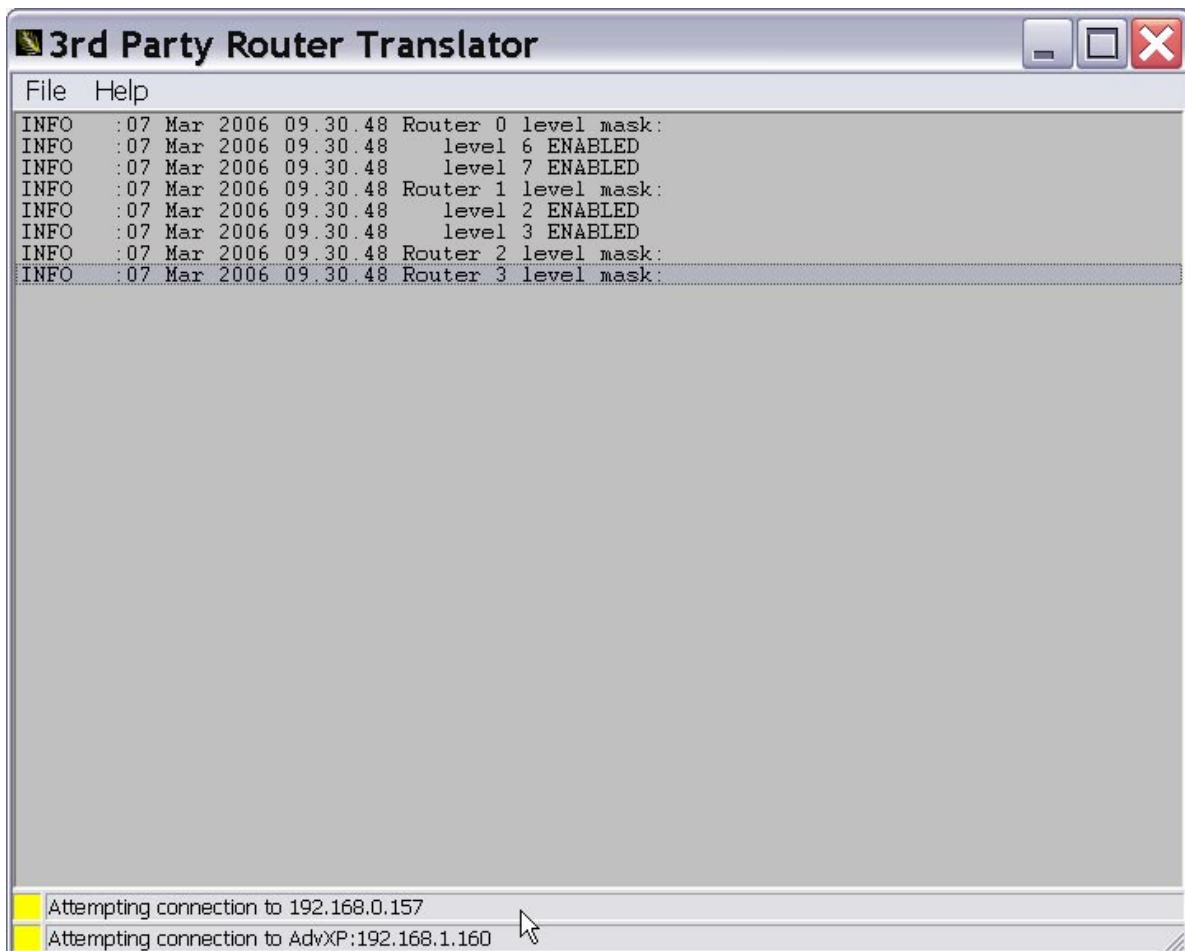 3rd Party Router Translator
File Help
INFO :07 Mar 2006 09.30.48 Router 0 level mask:
INFO :07 Mar 2006 09.30.48 level 6 ENABLED
INFO :07 Mar 2006 09.30.48 level 7 ENABLED
INFO :07 Mar 2006 09.30.48 Router 1 level mask:
INFO :07 Mar 2006 09.30.48 level 2 ENABLED
INFO :07 Mar 2006 09.30.48 level 3 ENABLED
INFO :07 Mar 2006 09.30.48 Router 2 level mask:
INFO :07 Mar 2006 09.30.48 Router 3 level mask:
Attempting connection to 192.168.0.157
Attempting connection to AdvXP:192.168.1.160